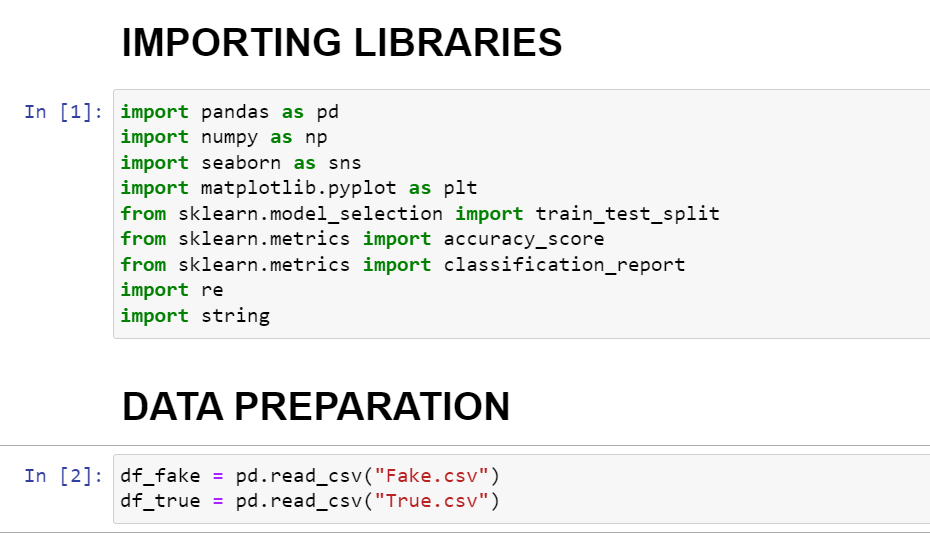 IMPORTING LIBRARIES
In [1]: import pandas as pd
import numpy as np
import seaborn as sns
import matplotlib.pyplot as plt
from sklearn.model_selection import train_test_split
from sklearn.metrics import accuracy_score
from sklearn.metrics import classification_report
import re
import string
DATA PREPARATION
In [2]: df_fake = pd.read_csv("Fake.csv")
df_true = pd.read_csv("True.csv")